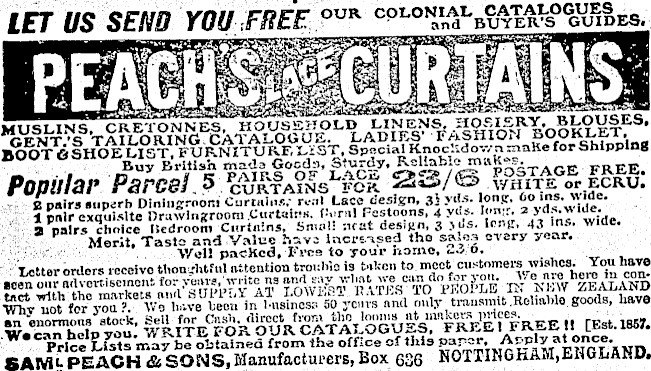 LET US SEND YOU FREE OUR COLONIAL CATALOGUES and BUYER'S GUIDES.
PEACH'S LACE CURTAINS
MUSLINS, CRETONNES, HOUSEHOLD LINENS, HOSIERY, BLOUSES,
GENT.'S TAILORING CATALOGUE. LADIES' FASHION BOOKLET,
BOOT & SHOE LIST, FURNITURE LIST, Special Knockdown make for Shipping
Buy British made Goods, Sturdy, Reliable makes.
Popular Parcel 5 PAIRS OF LACE CURTAINS FOR 23/6 POSTAGE FREE. WHITE or ECRU.
2 pairs superb Diningroom Curtains; real Lace design, 3½ yds. long, 60 ins. wide.
1 pair exquisite Drawingroom Curtains. floral Festoons, 4 yds. long, 2 yds. wide.
2 pairs choice Bedroom Curtains, Small neat design, 3 yds. long, 43 ins. wide.
Merit, Taste and Value have increased the sales every year.
Well packed, Free to your home, 23/6.
Letter orders receive thoughtful attention trouble is taken to meet customers wishes. You have
seen our advertisement for years, write us and say what we can do for you. We are here in con-
tact with the markets and SUPPLY AT LOWEST RATES TO PEOPLE IN NEW ZEALAND
Why not for you?. We have been in business 50 years and only transmit Reliable goods, have
an enormous stock, Sell for Cash, direct from the looms at makers prices.
We can help you. WRITE FOR OUR CATALOGUES, FREE! FREE!! [Est. 1857.
Price Lists may be obtained from the office of this paper, Apply at once.
SAML PEACH & SONS, Manufacturers, Box 636 NOTTINGHAM, ENGLAND.